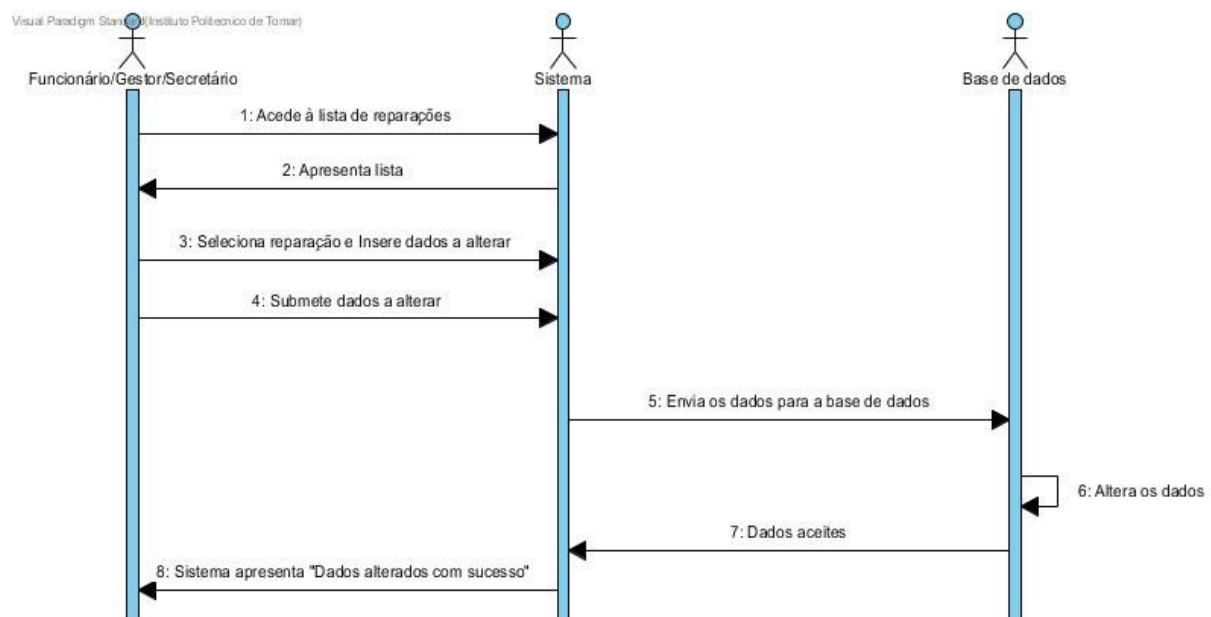 Visual Paradigm Standard(Instituto Politecnico de Tomar)
Funcionário/Gestor/Secretário
Sistema
Base de dados
1: Acede à lista de reparações
2: Apresenta lista
3: Seleciona reparação e Insere dados a alterar
4: Submete dados a alterar
5: Envia os dados para a base de dados
6: Altera os dados
7: Dados aceites
8: Sistema apresenta "Dados alterados com sucesso"